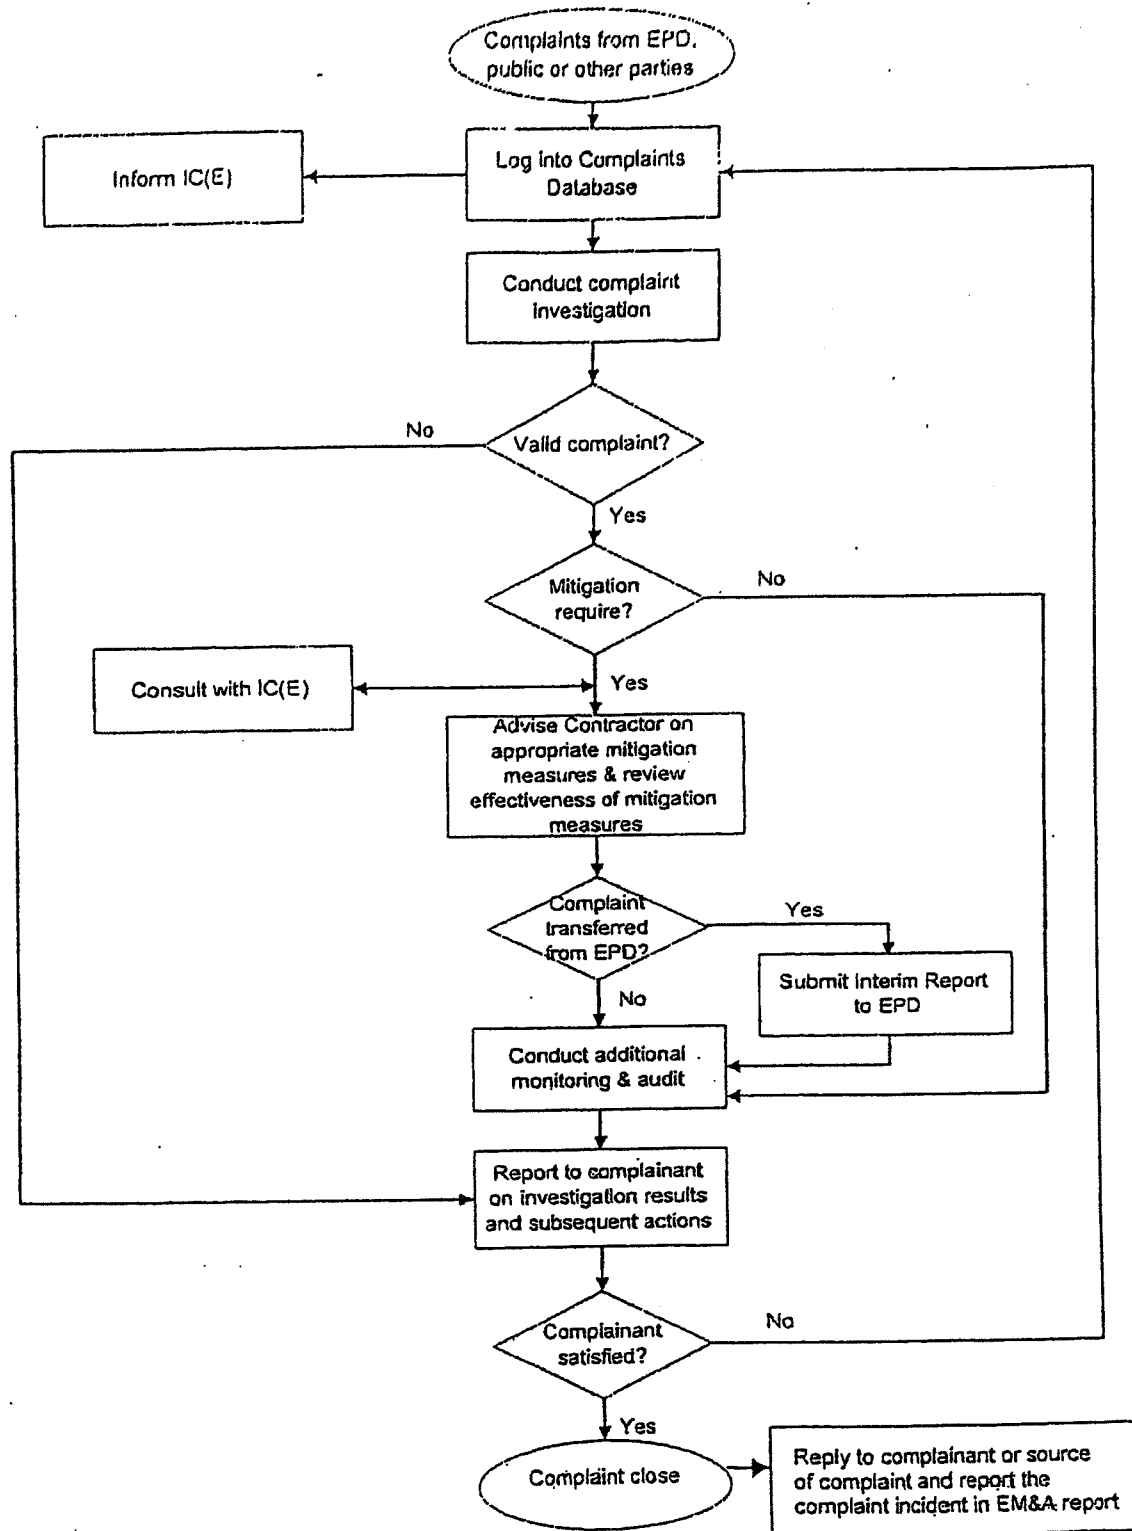 Complaints from EPD,
public or other parties
Inform IC(E)
Log into Complaints
Database
Conduct complaint
investigation
No
Valid complaint?
Yes
Mitigation
require?
No
Consult with IC(E)
Yes
Advise Contractor on
appropriate mitigation
measures & review
effectiveness of mitigation
measures
Complaint
transferred
from EPD?
Yes
Submit Interim Report
to EPD
No
Conduct additional
monitoring & audit
Report to complainant
on investigation results
and subsequent actions
Complainant
satisfied?
No
Yes
Complaint close
Reply to complainant or source
of complaint and report the
complaint incident in EM&A report